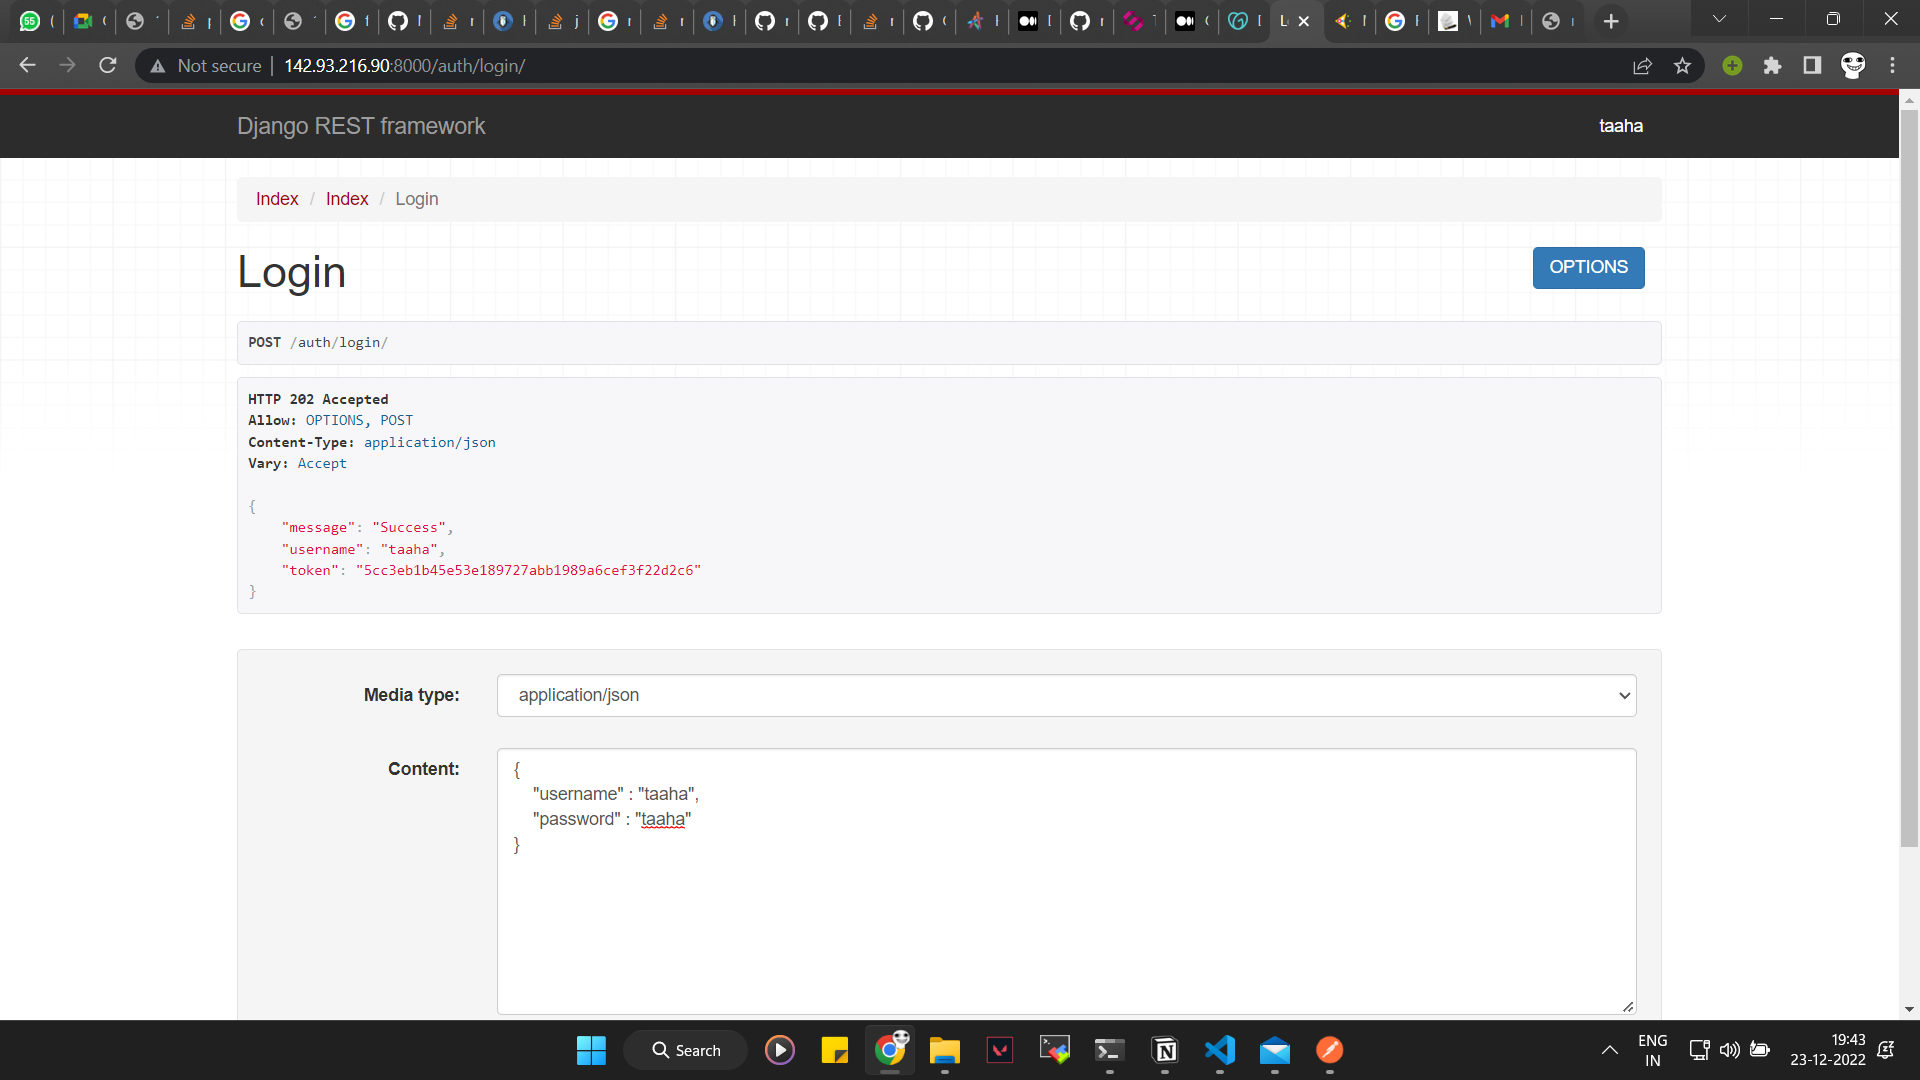 55
Not secure
142.93.216.90:8000/auth/login/
Django REST framework
taaha
Index / Index / Login
Login
OPTIONS
POST /auth/login/
HTTP 202 Accepted
Allow: OPTIONS, POST
Content-Type: application/json
Vary: Accept
{
"message": "Success",
"username": "taaha",
"token": "5cc3eb1b45e53e189727abb1989a6cef3f22d2c6"
}
Media type:
application/json
Content:
{
"username" : "taaha",
"password" : "taaha"
}
Search
ENG
IN
19:43
23-12-2022